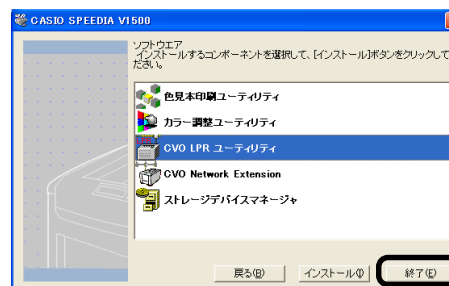 CASIO SPEEDIA V1500
ソフトウエア
インストールするコンポーネントを選択して、[インストール]ボタンをクリックして
ださい。
色見本印刷ユーティリティ
カラー調整ユーティリティ
CVO LPR ユーティリティ
CVO Network Extension
ストレージデバイスマネージャ
戻る(B)
インストール(I)
終了(E)